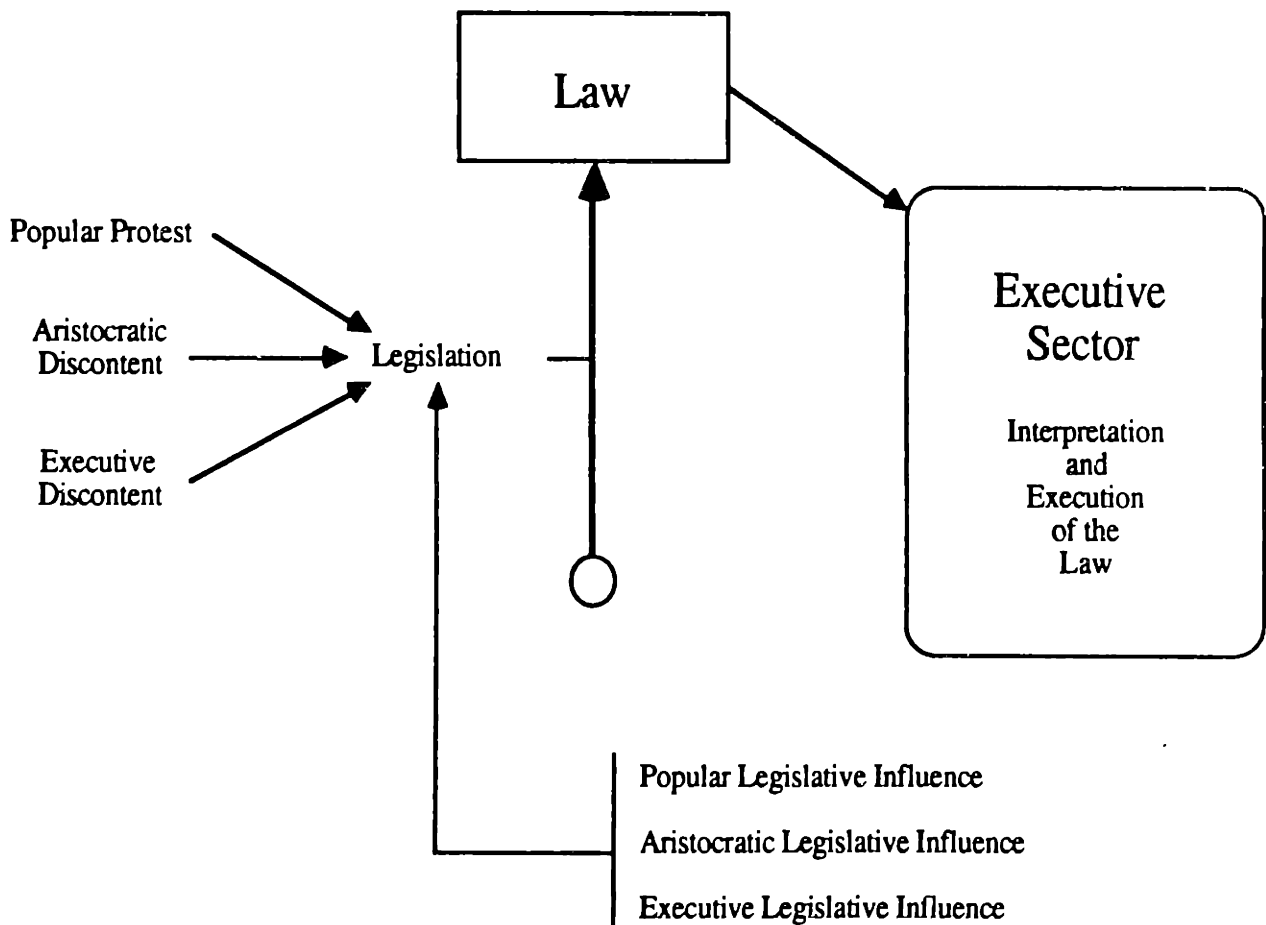 Law
Popular Protest
Aristocratic
Discontent
Legislation
Executive
Discontent
Executive
Sector
Interpretation
and
Execution
of the
Law
Popular Legislative Influence
Aristocratic Legislative Influence
Executive Legislative Influence